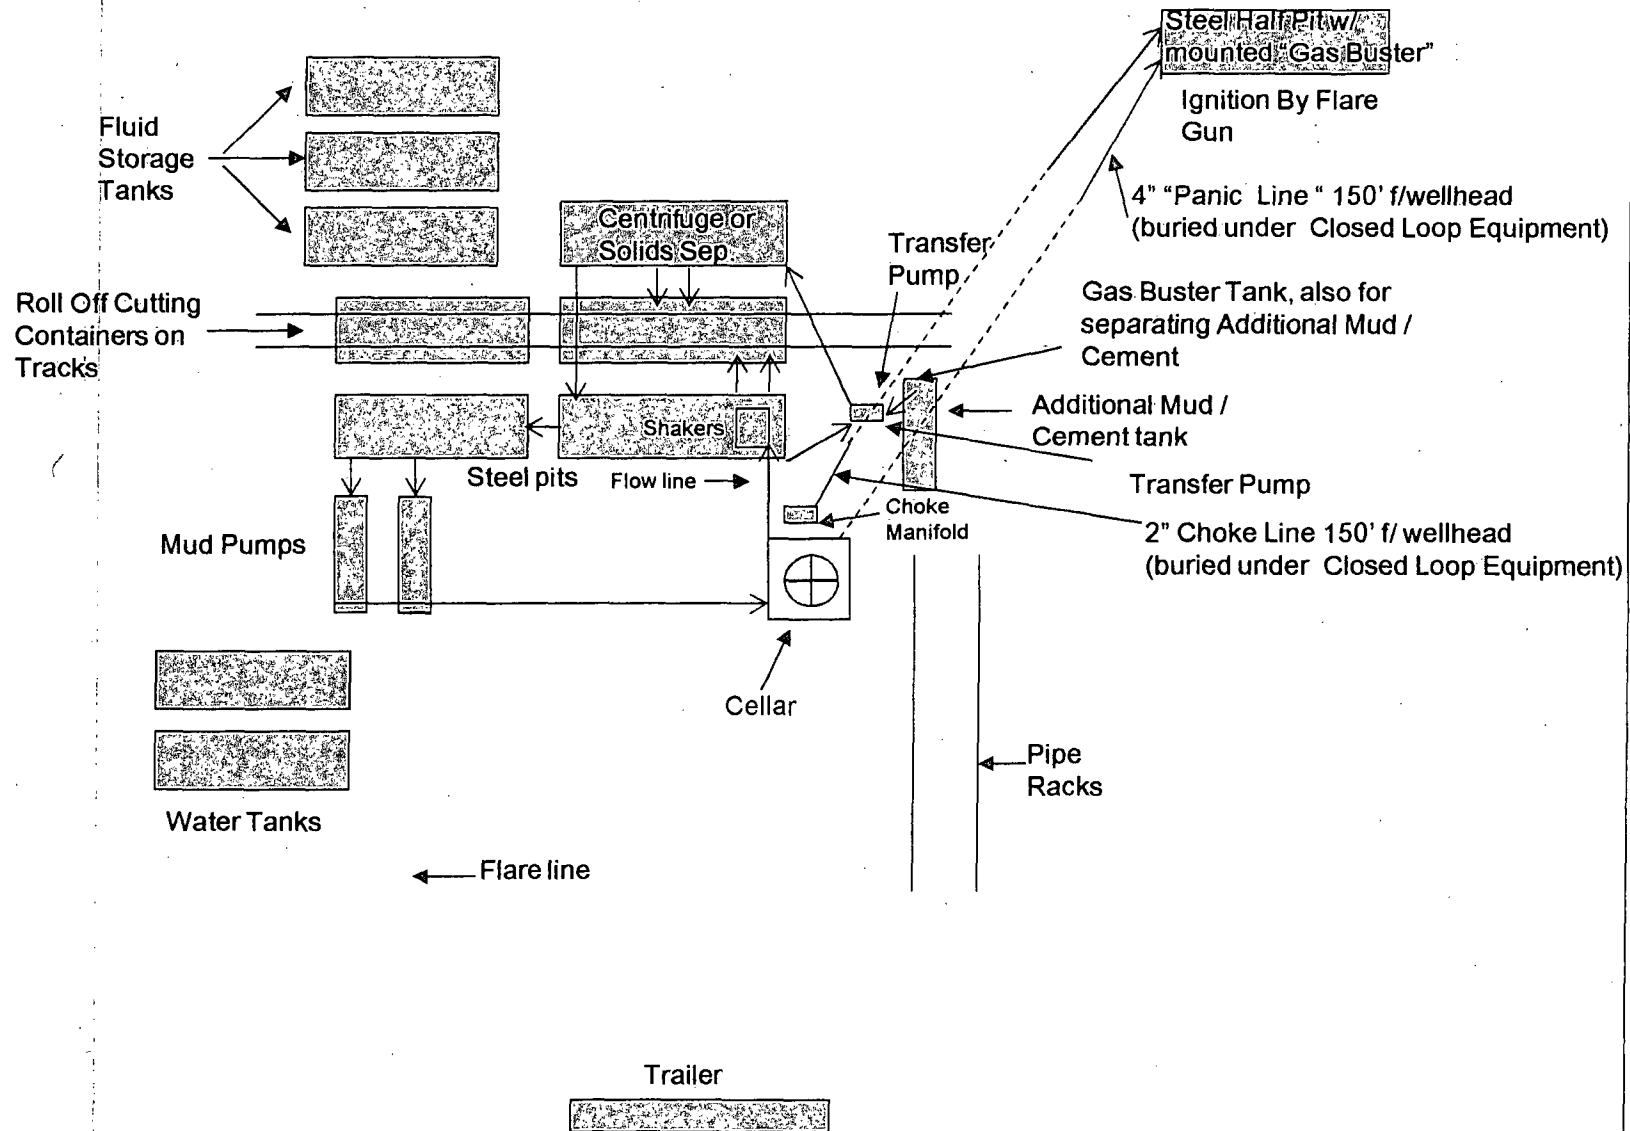 Steel Half Pit w/
mounted "Gas Buster"
Ignition By Flare
Gun
Fluid
Storage
Tanks
4" "Panic Line " 150' f/wellhead
(buried under Closed Loop Equipment)
Centrifuge or
Solids Sep
Transfer
Pump
Roll Off Cutting
Containers on
Tracks
Gas Buster Tank, also for
separating Additional Mud /
Cement
Additional Mud /
Cement tank
Shakers
Steel pits
Flow line
Transfer Pump
Choke
Manifold
2" Choke Line 150' f/ wellhead
(buried under Closed Loop Equipment)
Mud Pumps
Cellar
Pipe
Racks
Water Tanks
Flare line
Trailer